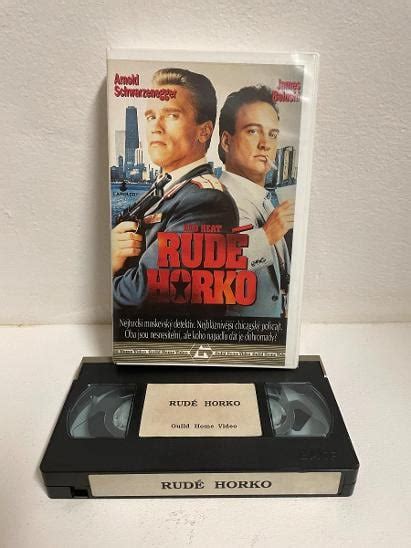 Arnold
Schwarzenegger
James
Belushi
RED HEAT
RUDÉ
HORKO
Nejtvrdší moskevský detektiv. Nejbláznivější chicagský policajt.
Oba jsou nesnesitelní, ale koho napadlo dát je dohromady?
RUDÉ HORKO
Guild Home Video
RUDÉ HORKO